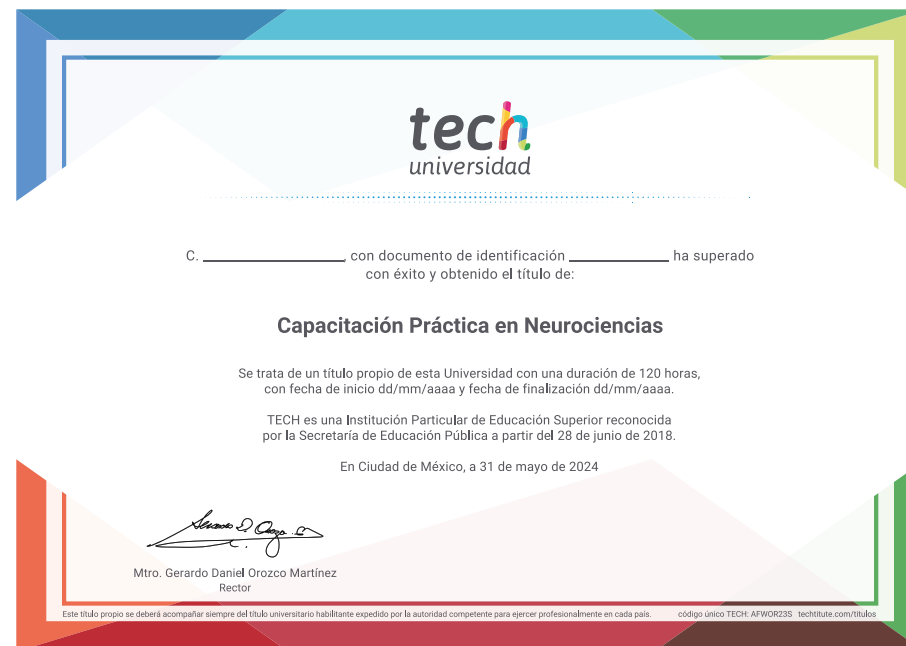 tech
universidad
C. ____________, con documento de identificación ____________ ha superado
con éxito y obtenido el título de:
Capacitación Práctica en Neurociencias
Se trata de un título propio de esta Universidad con una duración de 120 horas,
con fecha de inicio dd/mm/aaaa y fecha de finalización dd/mm/aaaa.
TECH es una Institución Particular de Educación Superior reconocida
por la Secretaría de Educación Pública a partir del 28 de junio de 2018.
En Ciudad de México, a 31 de mayo de 2024
Mtro. Gerardo Daniel Orozco Martínez
Rector
Este título propio se deberá acompañar siempre del título universitario habilitante expedido por la autoridad competente para ejercer profesionalmente en cada país. código único TECH: AFWOR23S techtitute.com/titulos